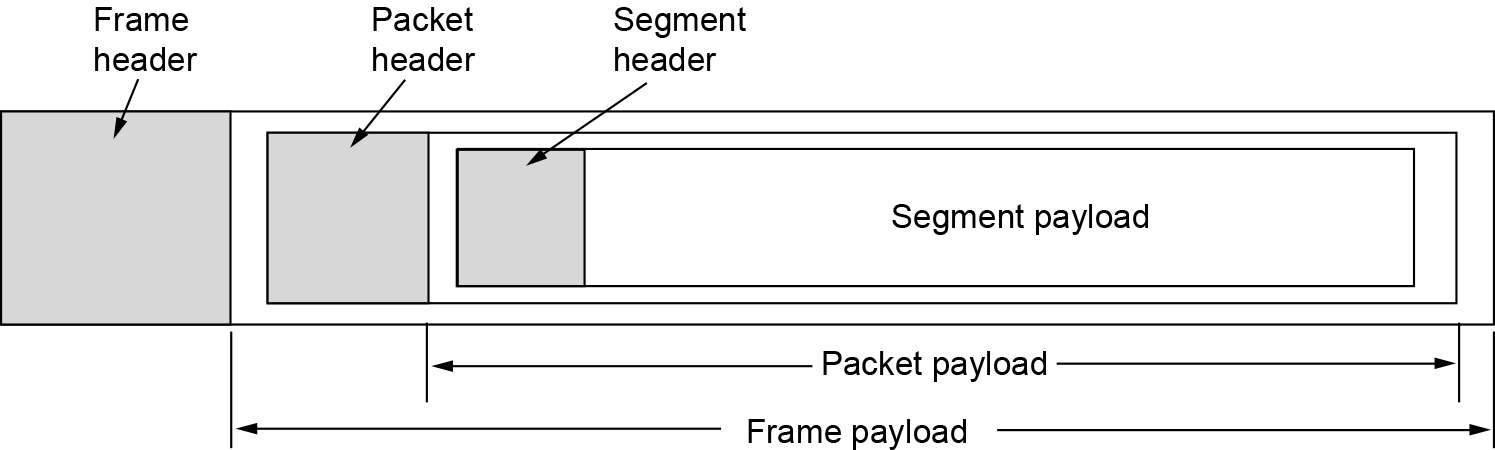 Frame
header
Packet
header
Segment
header
Segment payload
Packet payload
Frame payload